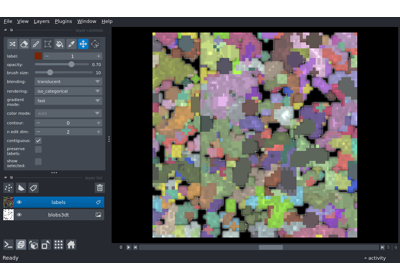 File View Layers Plugins Window Help
label: 1
opacity: 0.70
brush size: 10
blending: translucent
rendering: iso_categorical
gradient mode: fast
color mode:
contour: 0
n edit dim: 2
contiguous:
preserve labels:
show selected:
labels
blobs3dt
0
Ready
activity